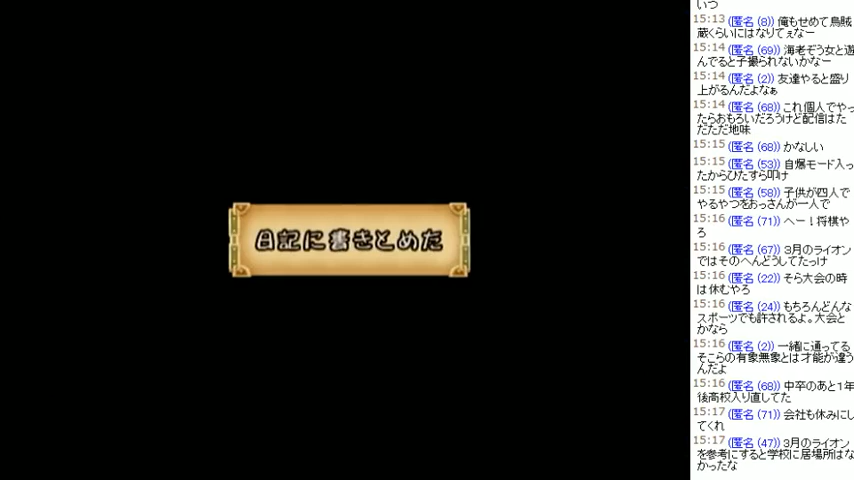 日記に書きとめた
いつ
15:13 (匿名 (8)) 俺もせめて烏賊
蔵くらいにはなりてぇなー
15:14 (匿名 (69)) 海老ぞう女と遊
んでると子撮られないかなー
15:14 (匿名 (2)) 友達やると盛り
上がるんだよなぁ
15:14 (匿名 (68)) これ個人でやっ
たらおもろいだろうけど配信はた
だただ地味
15:15 (匿名 (68)) かなしい
15:15 (匿名 (53)) 自爆モード入っ
たからひたすら叩け
15:15 (匿名 (58)) 子供が四人で
やるやつをおっさんが一人で
15:16 (匿名 (71)) へー!将棋や
ろ
15:16 (匿名 (67)) 3月のライオン
ではそのへんどうしてたっけ
15:16 (匿名 (22)) そら大会の時
は休むやろ
15:16 (匿名 (24)) もちろんどんな
スポーツでも許されるよ。大会と
かなら
15:16 (匿名 (2)) 一緒に通ってる
そこらの有象無象とは才能が違う
んだよ
15:16 (匿名 (68)) 中卒のあと1年
後高校入り直してた
15:17 (匿名 (71)) 会社も休みにし
てくれ
15:17 (匿名 (47)) 3月のライオン
を参考にすると学校に居場所はな
かったな